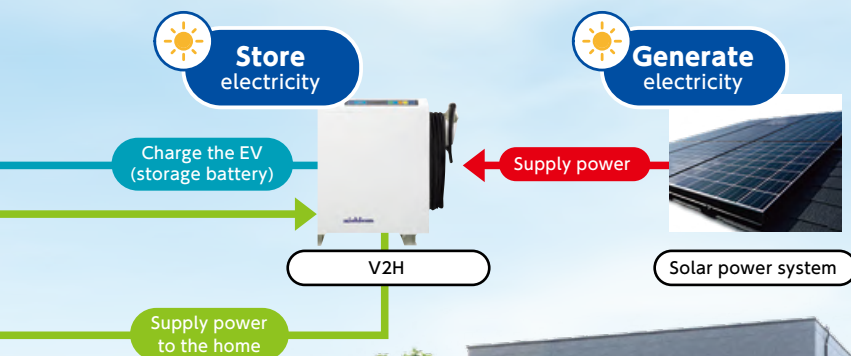 Store
electricity
Generate
electricity
Charge the EV
(storage battery)
Supply power
nichicon
V2H
Solar power system
Supply power
to the home